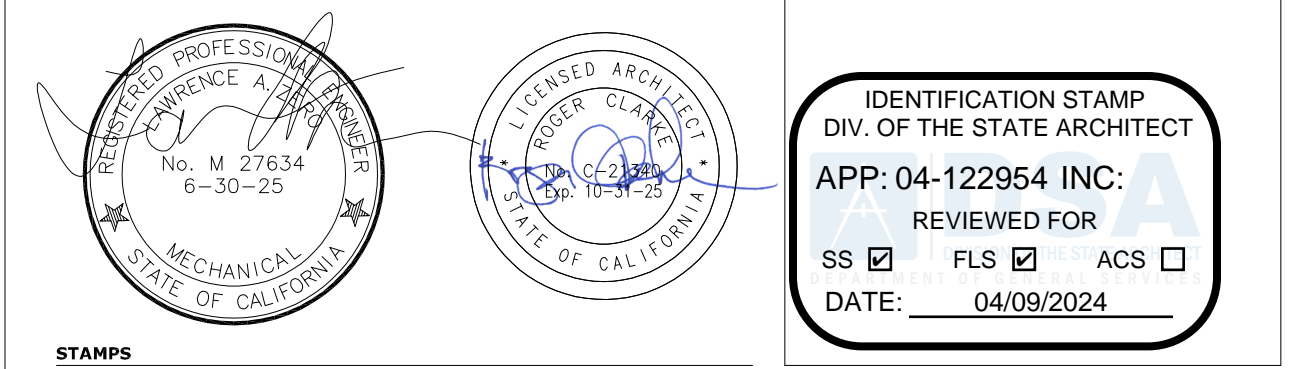 REGISTERED PROFESSIONAL ENGINEER
LAWRENCE A. ZERO
No. M 27634
6-30-25
MECHANICAL
STATE OF CALIFORNIA
LICENSED ARCHITECT
ROGER CLARKE
No. C-21340
Exp. 10-31-25
* STATE OF CALIFORNIA *
STAMPS
IDENTIFICATION STAMP
DIV. OF THE STATE ARCHITECT
APP: 04-122954 INC:
REVIEWED FOR
SS ☑ FLS ☑ ACS ☐
DATE: 04/09/2024
DSA
DIVISION OF THE STATE ARCHITECT
DEPARTMENT OF GENERAL SERVICES